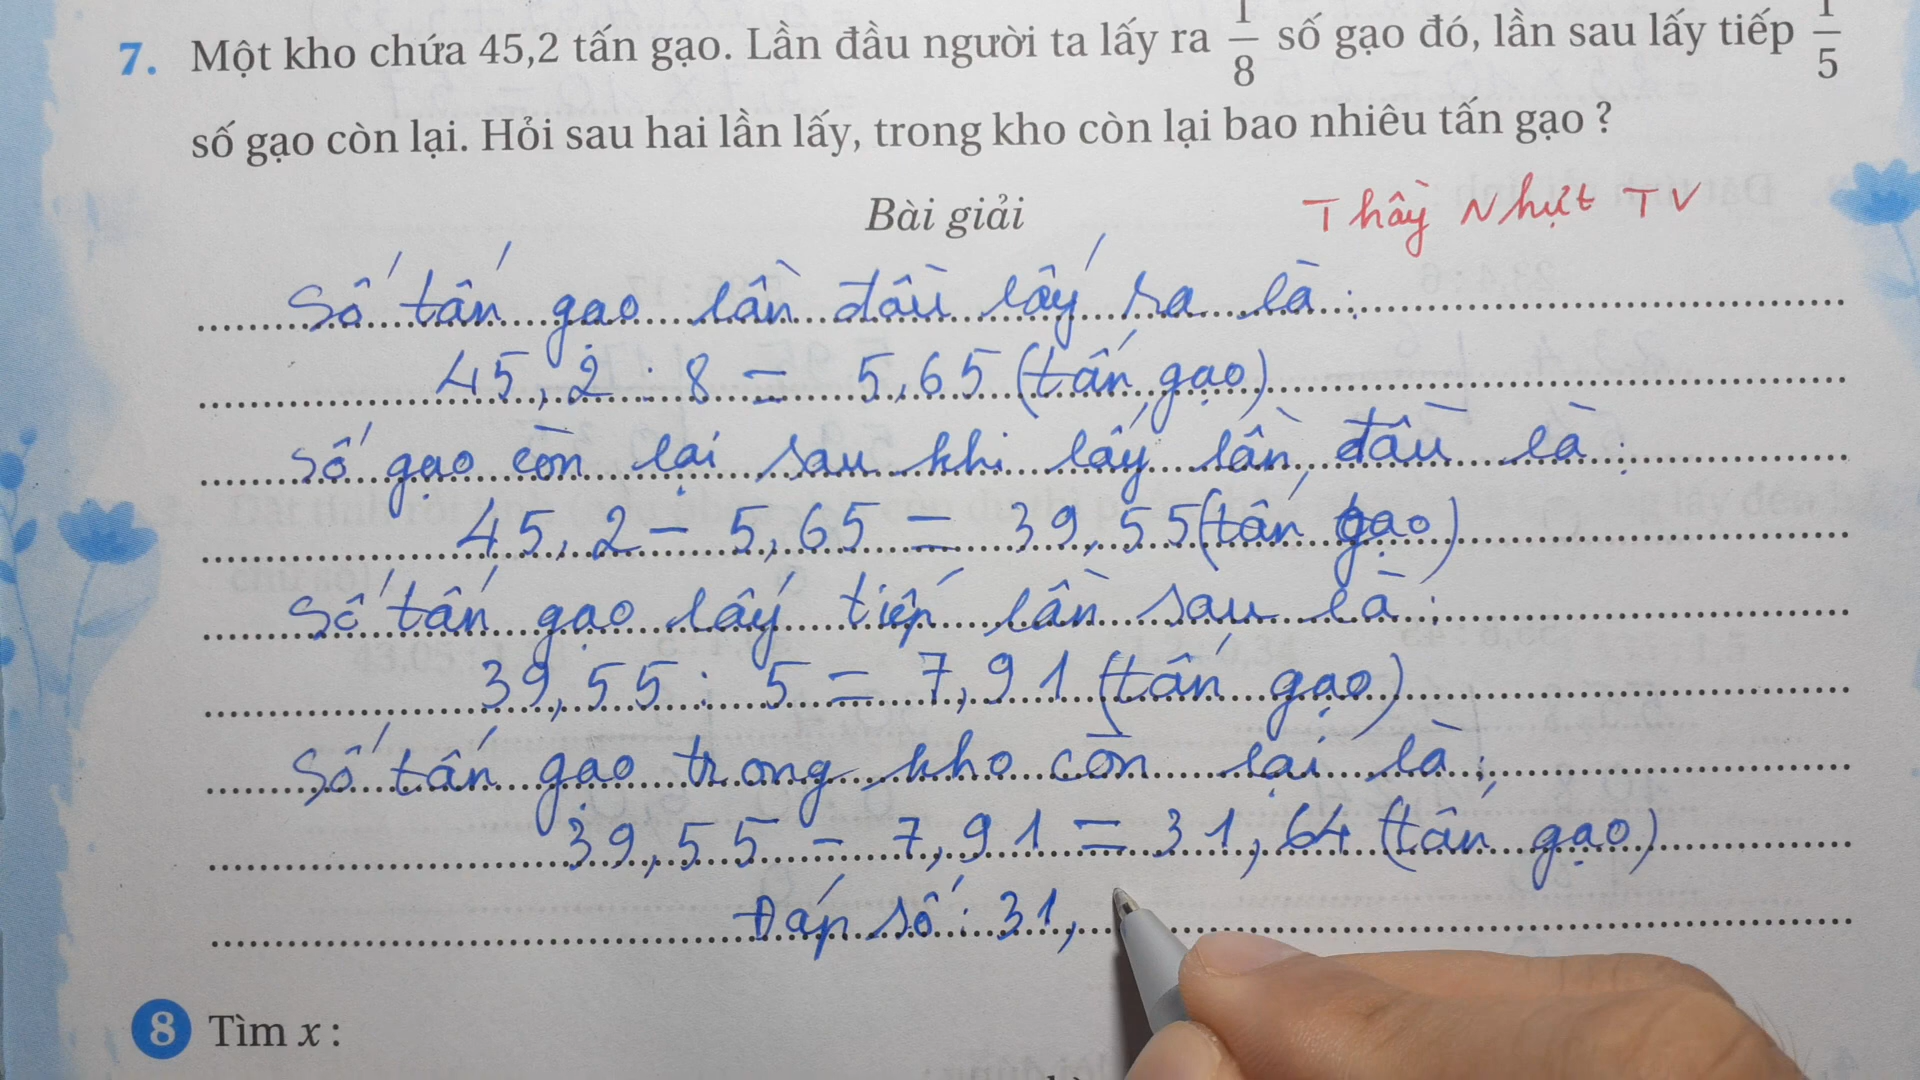 7. Một kho chứa 45,2 tấn gạo. Lần đầu người ta lấy ra 1/8 số gạo đó, lần sau lấy tiếp 1/5
số gạo còn lại. Hỏi sau hai lần lấy, trong kho còn lại bao nhiêu tấn gạo ?
Bài giải
Thầy Nhựt TV
Số tấn gạo lần đầu lấy ra là :
45,2 : 8 = 5,65 (tấn gạo)
Số gạo còn lại sau khi lấy lần đầu là :
45,2 - 5,65 = 39,55 (tấn gạo)
Số tấn gạo lấy tiếp lần sau là :
39,55 : 5 = 7,91 (tấn gạo)
Số tấn gạo trong kho còn lại là :
39,55 - 7,91 = 31,64 (tấn gạo)
Đáp số : 31,
8 Tìm x :